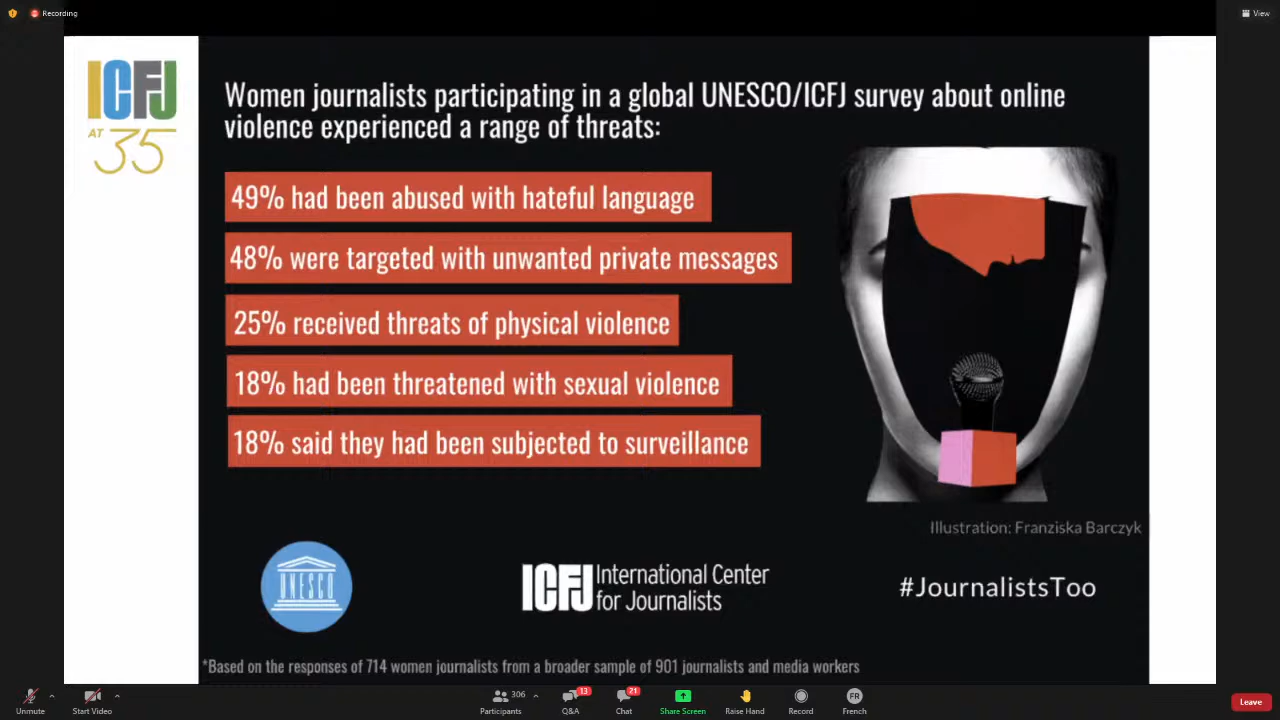 Recording
View
ICFJ
AT 35
Women journalists participating in a global UNESCO/ICFJ survey about online
violence experienced a range of threats:
49% had been abused with hateful language
48% were targeted with unwanted private messages
25% received threats of physical violence
18% had been threatened with sexual violence
18% said they had been subjected to surveillance
Illustration: Franziska Barczyk
UNESCO
ICFJ International Center
for Journalists
#JournalistsToo
*Based on the responses of 714 women journalists from a broader sample of 901 journalists and media workers
306 13 21 FR
Unmute Start Video Participants Q&A Chat Share Screen Raise Hand Record French Leave